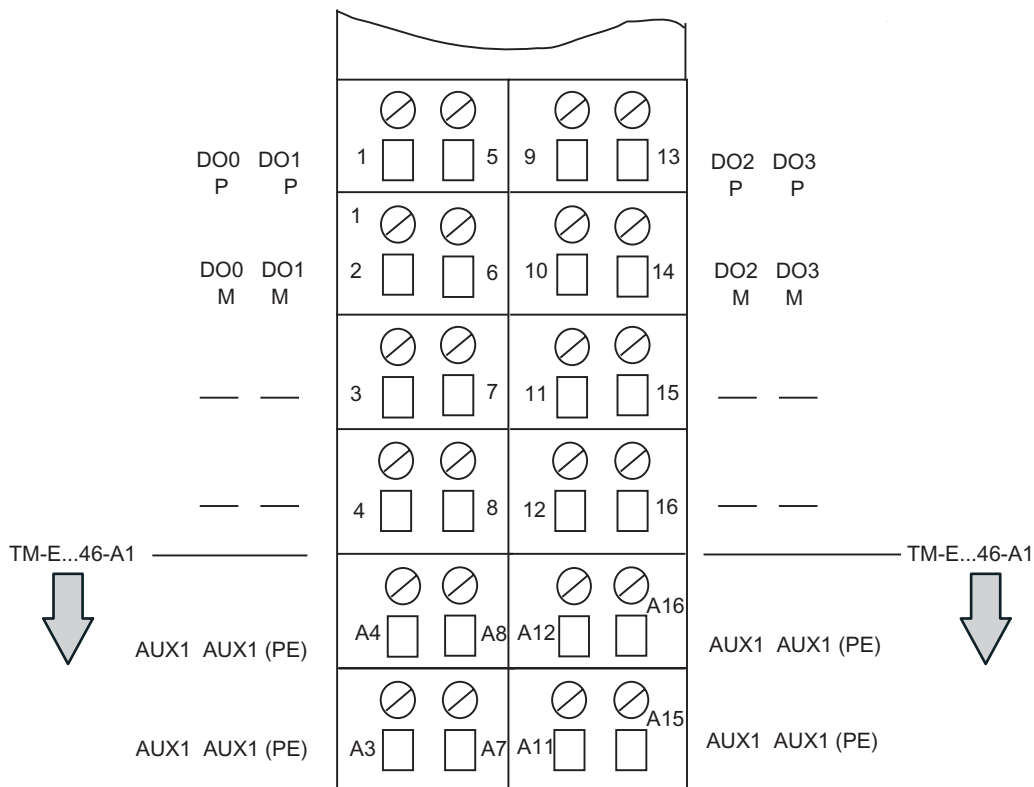 DO0 DO1 1 5 9 13 DO2 DO3
P P P P
1
DO0 DO1 2 6 10 14 DO2 DO3
M M M M
— — 3 7 11 15 — —
— — 4 8 12 16 — —
TM-E...46-A1 TM-E...46-A1
A4 A8 A12 A16
AUX1 AUX1 (PE) AUX1 AUX1 (PE)
A3 A7 A11 A15
AUX1 AUX1 (PE) AUX1 AUX1 (PE)